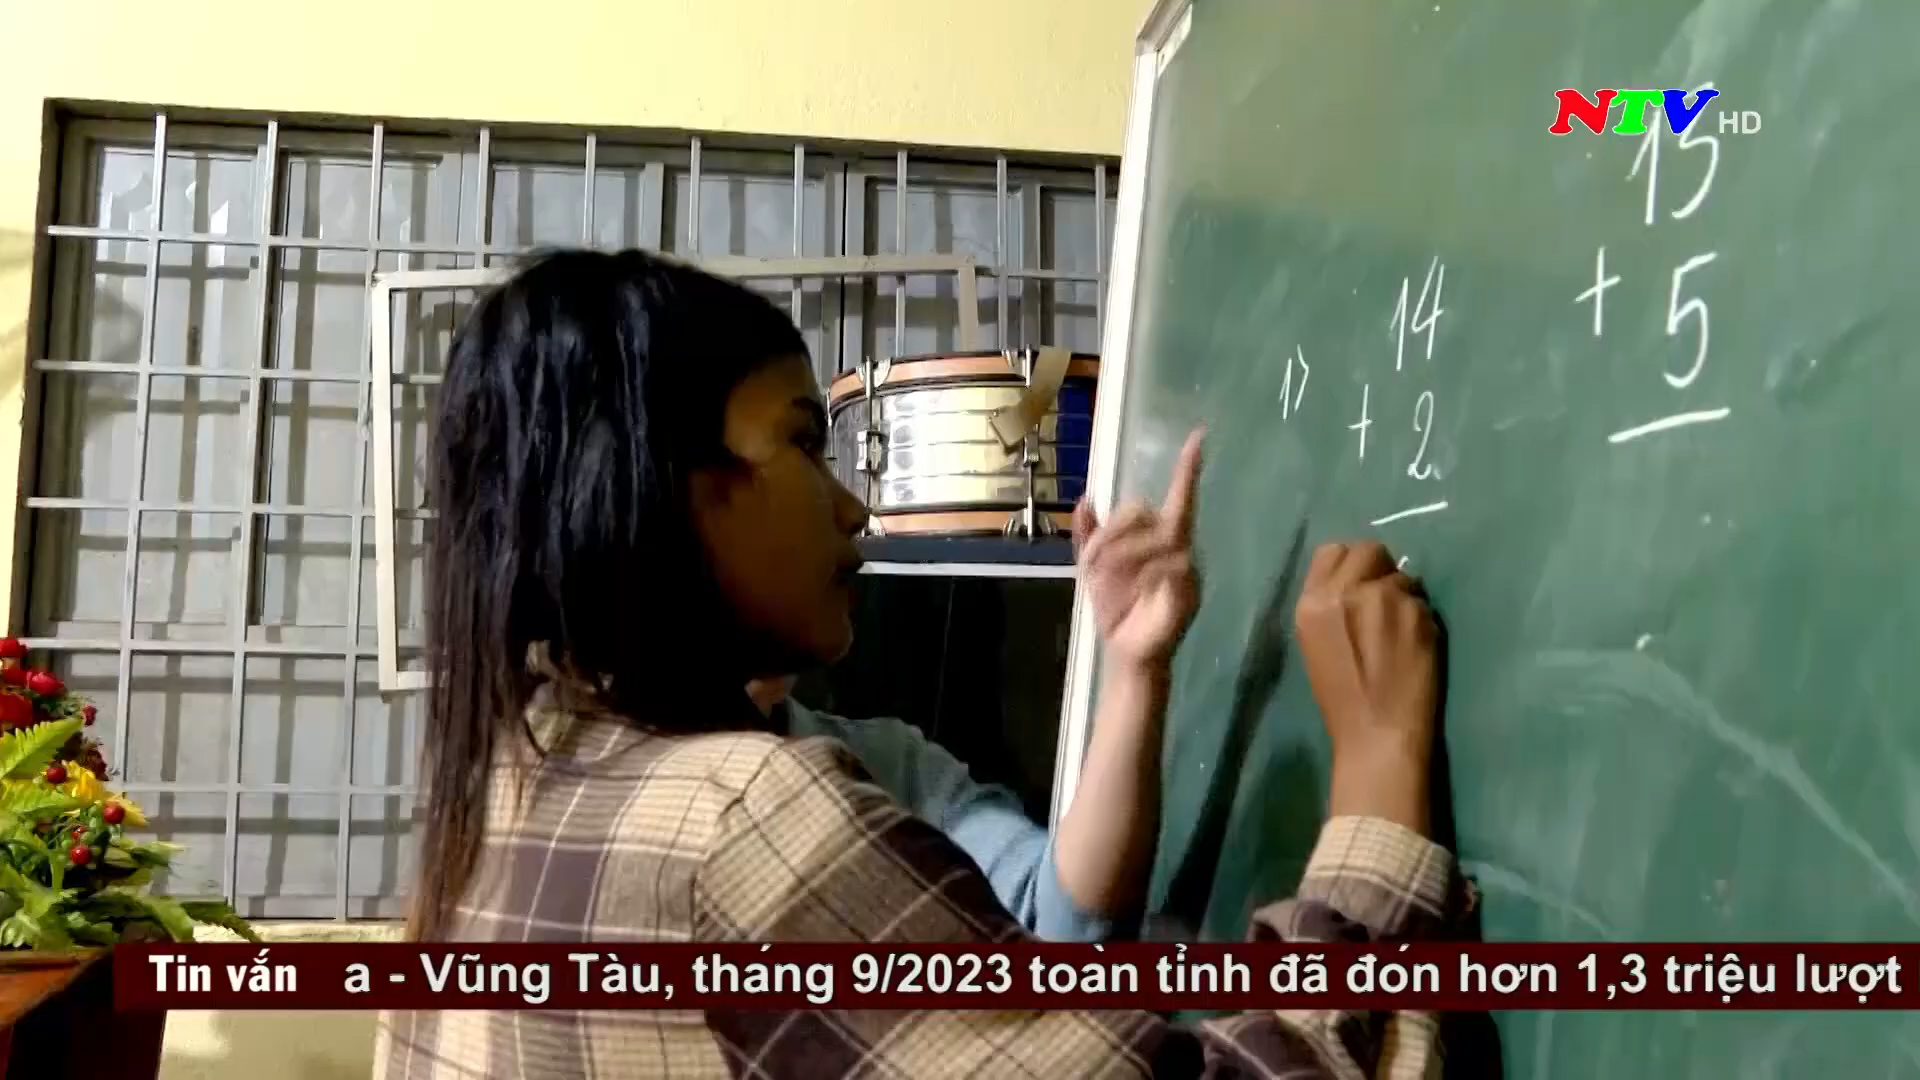 NTV HD
15
+ 5
1)
14
+ 2
Tin vắn a - Vũng Tàu, tháng 9/2023 toàn tỉnh đã đón hơn 1,3 triệu lượt